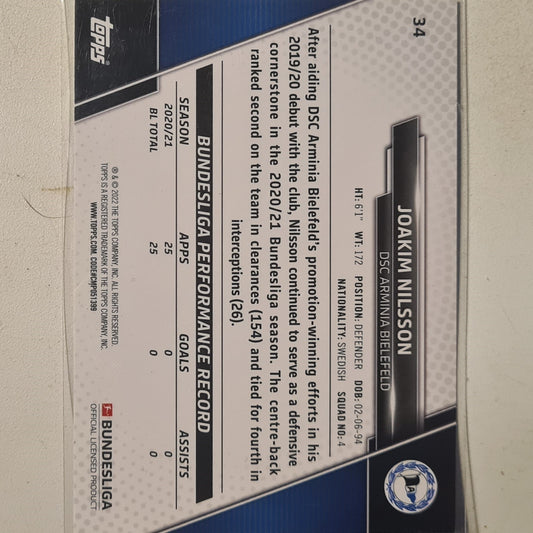 34
JOAKIM NILSSON
DSC ARMINIA BIELEFELD
HT: 6'1" WT: 172 POSITION: DEFENDER DOB: 02-06-94
NATIONALITY: SWEDISH SQUAD NO: 4
After aiding DSC Arminia Bielefeld's promotion-winning efforts in his
2019/20 debut with the club, Nilsson continued to serve as a defensive
cornerstone in the 2020/21 Bundesliga season. The centre-back
ranked second on the team in clearances (154) and tied for fourth in
interceptions (26).
BUNDESLIGA PERFORMANCE RECORD
SEASON APPS GOALS ASSISTS
2020/21 25 0 0
BL TOTAL 25 0 0
topps
® & © 2022 THE TOPPS COMPANY, INC. ALL RIGHTS RESERVED.
TOPPS IS A REGISTERED TRADEMARK OF THE TOPPS COMPANY, INC.
WWW.TOPPS.COM. CODE#CMP051399
BUNDESLIGA
OFFICIAL LICENSED PRODUCT